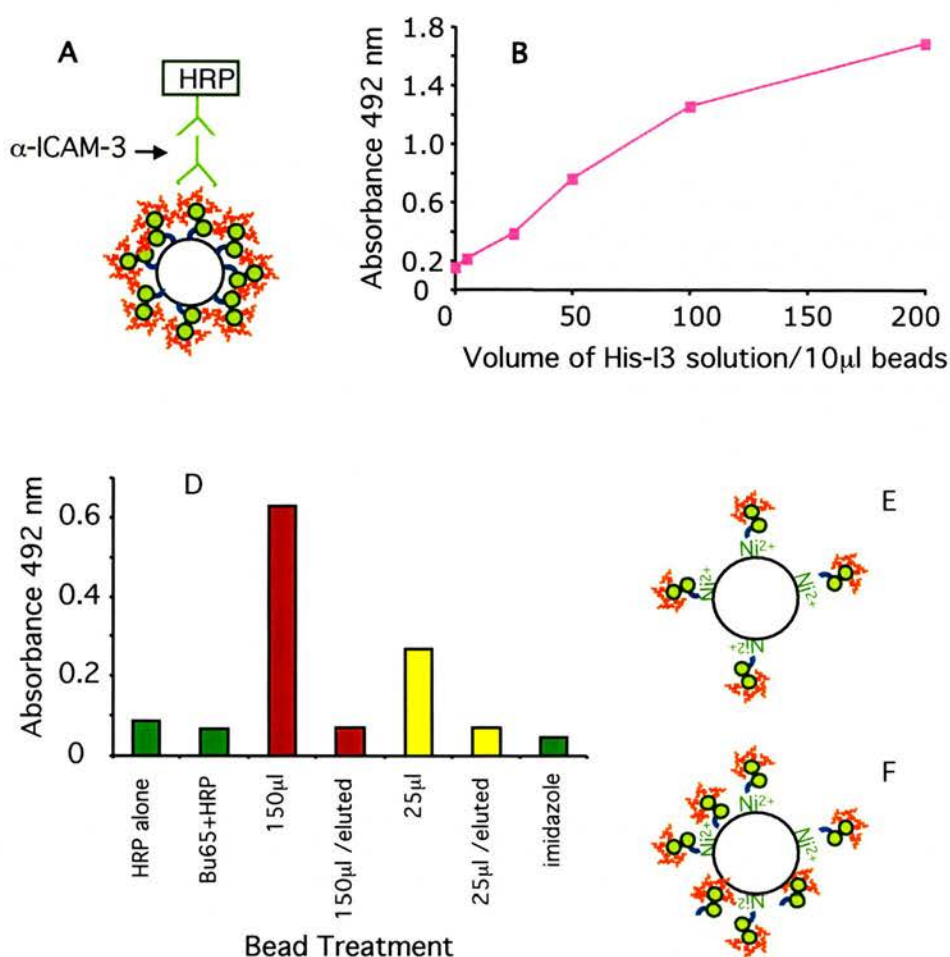 A
HRP
α-ICAM-3
B
Absorbance 492 nm
1.8
1.4
1.0
0.6
0.2
0
0 50 100 150 200
Volume of His-I3 solution/10μl beads
D
Absorbance 492 nm
0.6
0.4
0.2
0
HRP alone
Bu65+HRP
150μl
150μl /eluted
25μl
25μl /eluted
imidazole
Bead Treatment
E
Ni2+
Ni2+
Ni2+
Ni2+
F
Ni2+
Ni2+
Ni2+
Ni2